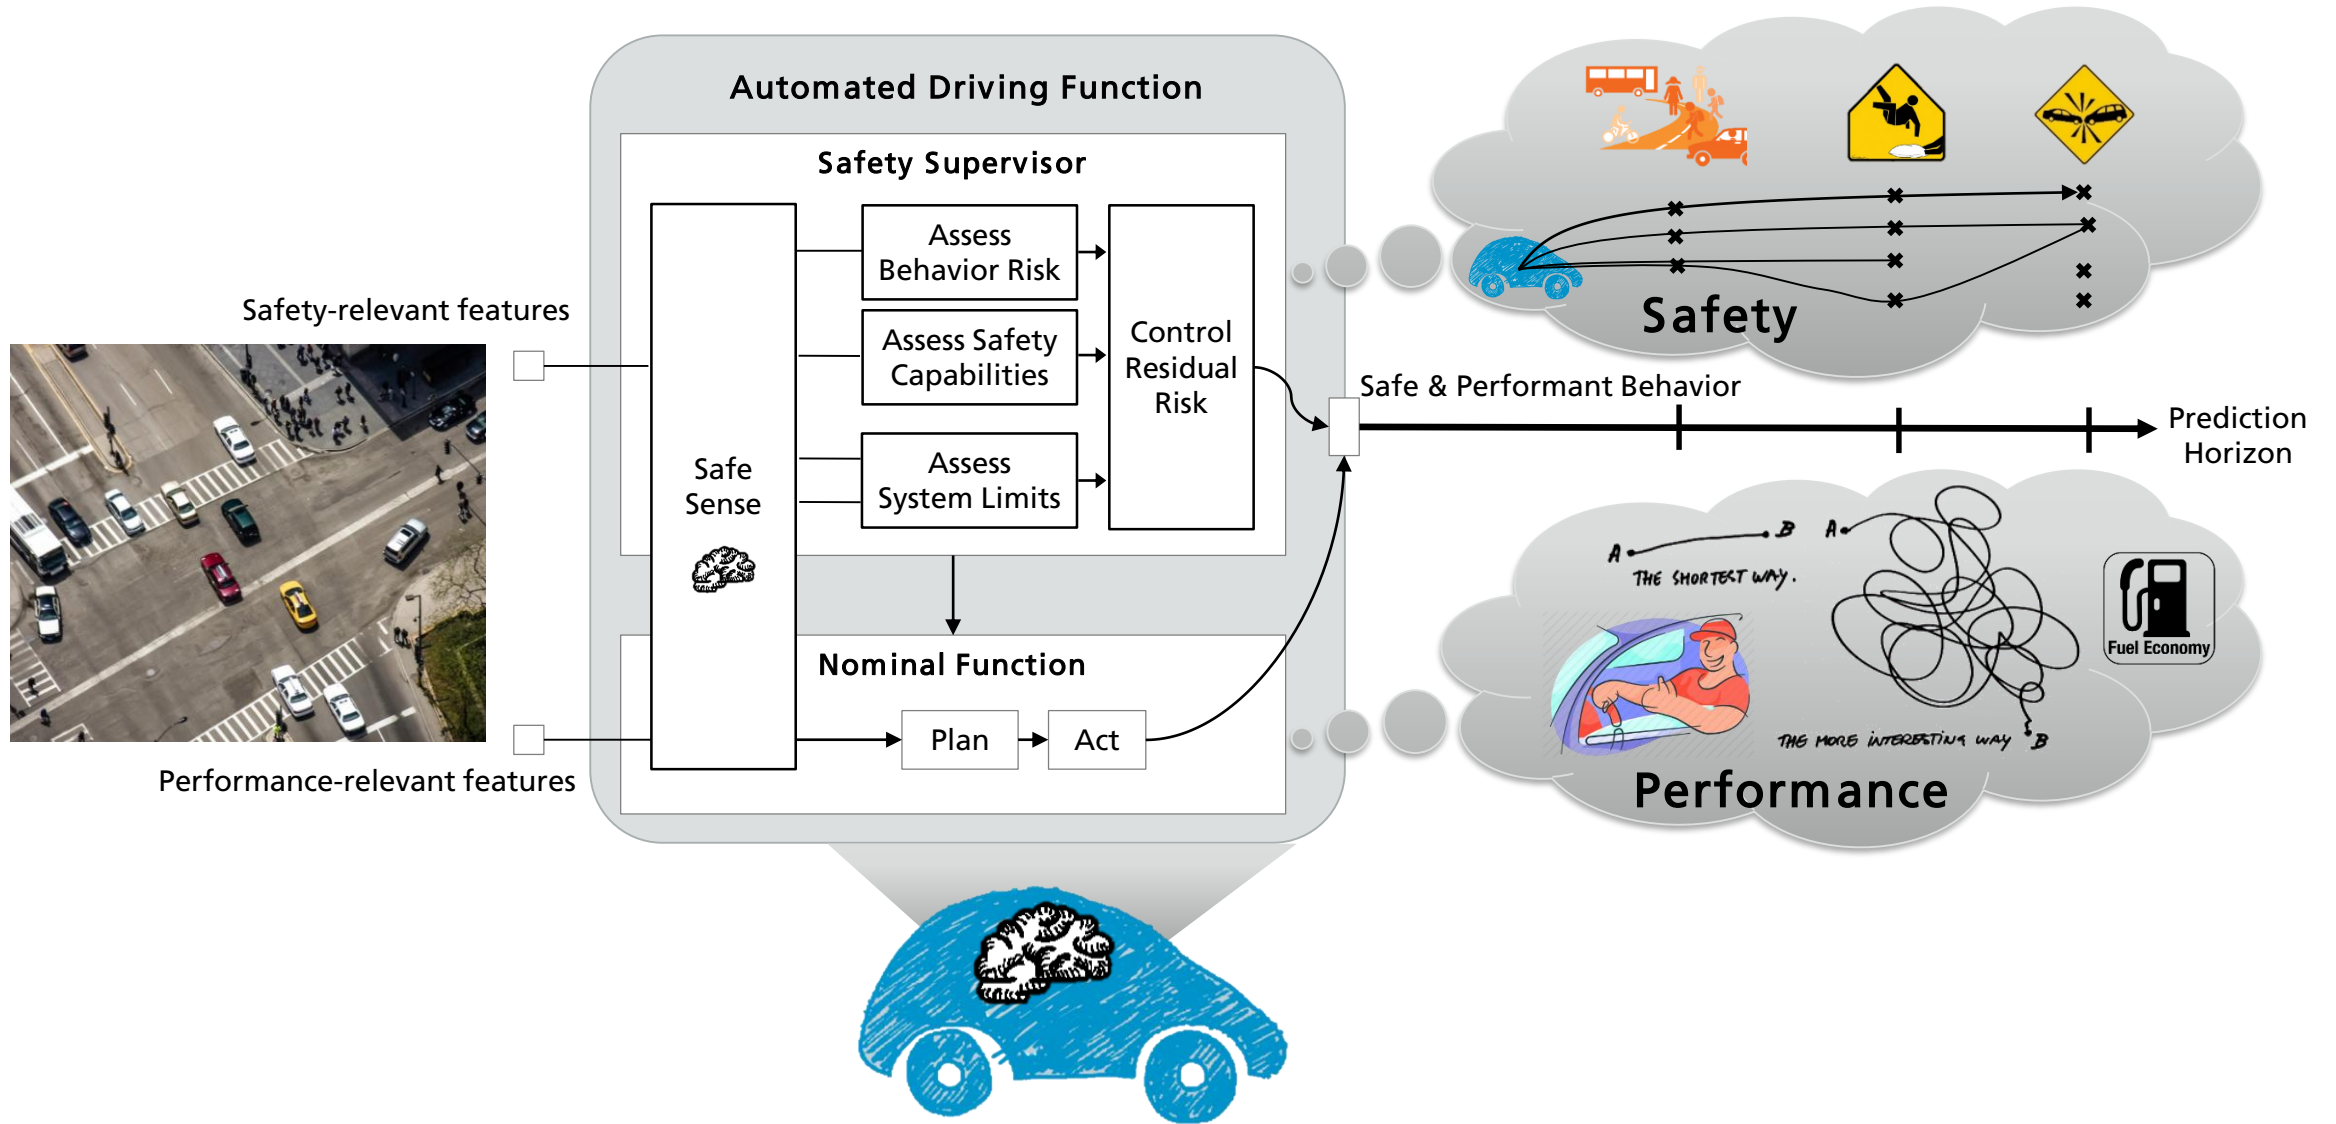 Automated Driving Function
Safety Supervisor
Safe
Sense
Assess
Behavior Risk
Assess Safety
Capabilities
Assess
System Limits
Control
Residual
Risk
Nominal Function
Plan
Act
Safety-relevant features
Performance-relevant features
Safety
Safe & Performant Behavior
Prediction
Horizon
A
B
THE SHORTEST WAY.
A
THE MORE INTERESTING WAY
B
Fuel Economy
Performance